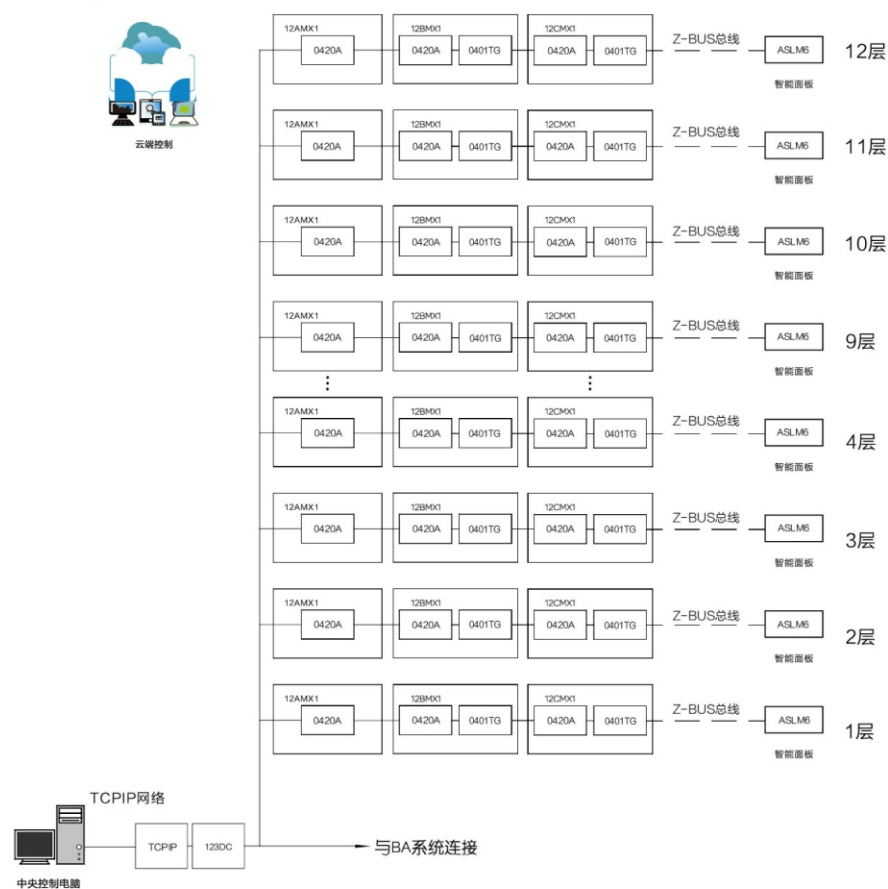 云端控制
12AMX1 12BMX1 12CMX1
0420A 0420A 0401TG 0420A 0401TG Z-BUS总线 ASLM6 12层
智能面板
12AMX1 12BMX1 12CMX1
0420A 0420A 0401TG 0420A 0401TG Z-BUS总线 ASLM6 11层
智能面板
12AMX1 12BMX1 12CMX1
0420A 0420A 0401TG 0420A 0401TG Z-BUS总线 ASLM6 10层
智能面板
12AMX1 12BMX1 12CMX1
0420A 0420A 0401TG 0420A 0401TG Z-BUS总线 ASLM6 9层
智能面板
12AMX1 12BMX1 12CMX1
0420A 0420A 0401TG 0420A 0401TG Z-BUS总线 ASLM6 4层
智能面板
12AMX1 12BMX1 12CMX1
0420A 0420A 0401TG 0420A 0401TG Z-BUS总线 ASLM6 3层
智能面板
12AMX1 12BMX1 12CMX1
0420A 0420A 0401TG 0420A 0401TG Z-BUS总线 ASLM6 2层
智能面板
12AMX1 12BMX1 12CMX1
0420A 0420A 0401TG 0420A 0401TG Z-BUS总线 ASLM6 1层
智能面板
TCPIP网络
TCPIP 123DC 与BA系统连接
中央控制电脑